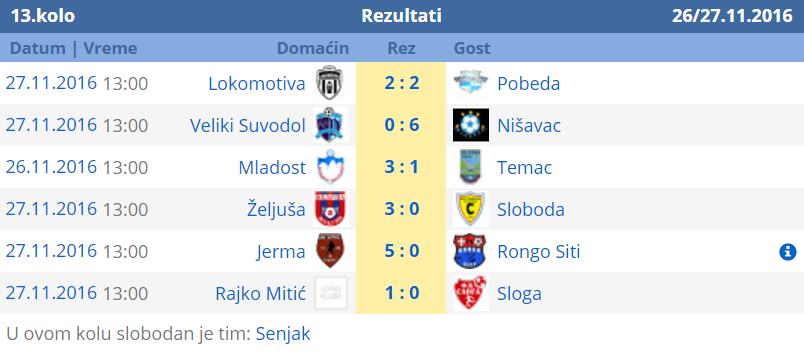 13.kolo Rezultati 26/27.11.2016
Datum | Vreme Domaćin Rez Gost
27.11.2016 13:00 Lokomotiva 2 : 2 Pobeda
27.11.2016 13:00 Veliki Suvodol 0 : 6 Nišavac
26.11.2016 13:00 Mladost 3 : 1 Temac
27.11.2016 13:00 Željuša 3 : 0 Sloboda
27.11.2016 13:00 Jerma 5 : 0 Rongo Siti
27.11.2016 13:00 Rajko Mitić 1 : 0 Sloga
U ovom kolu slobodan je tim: Senjak